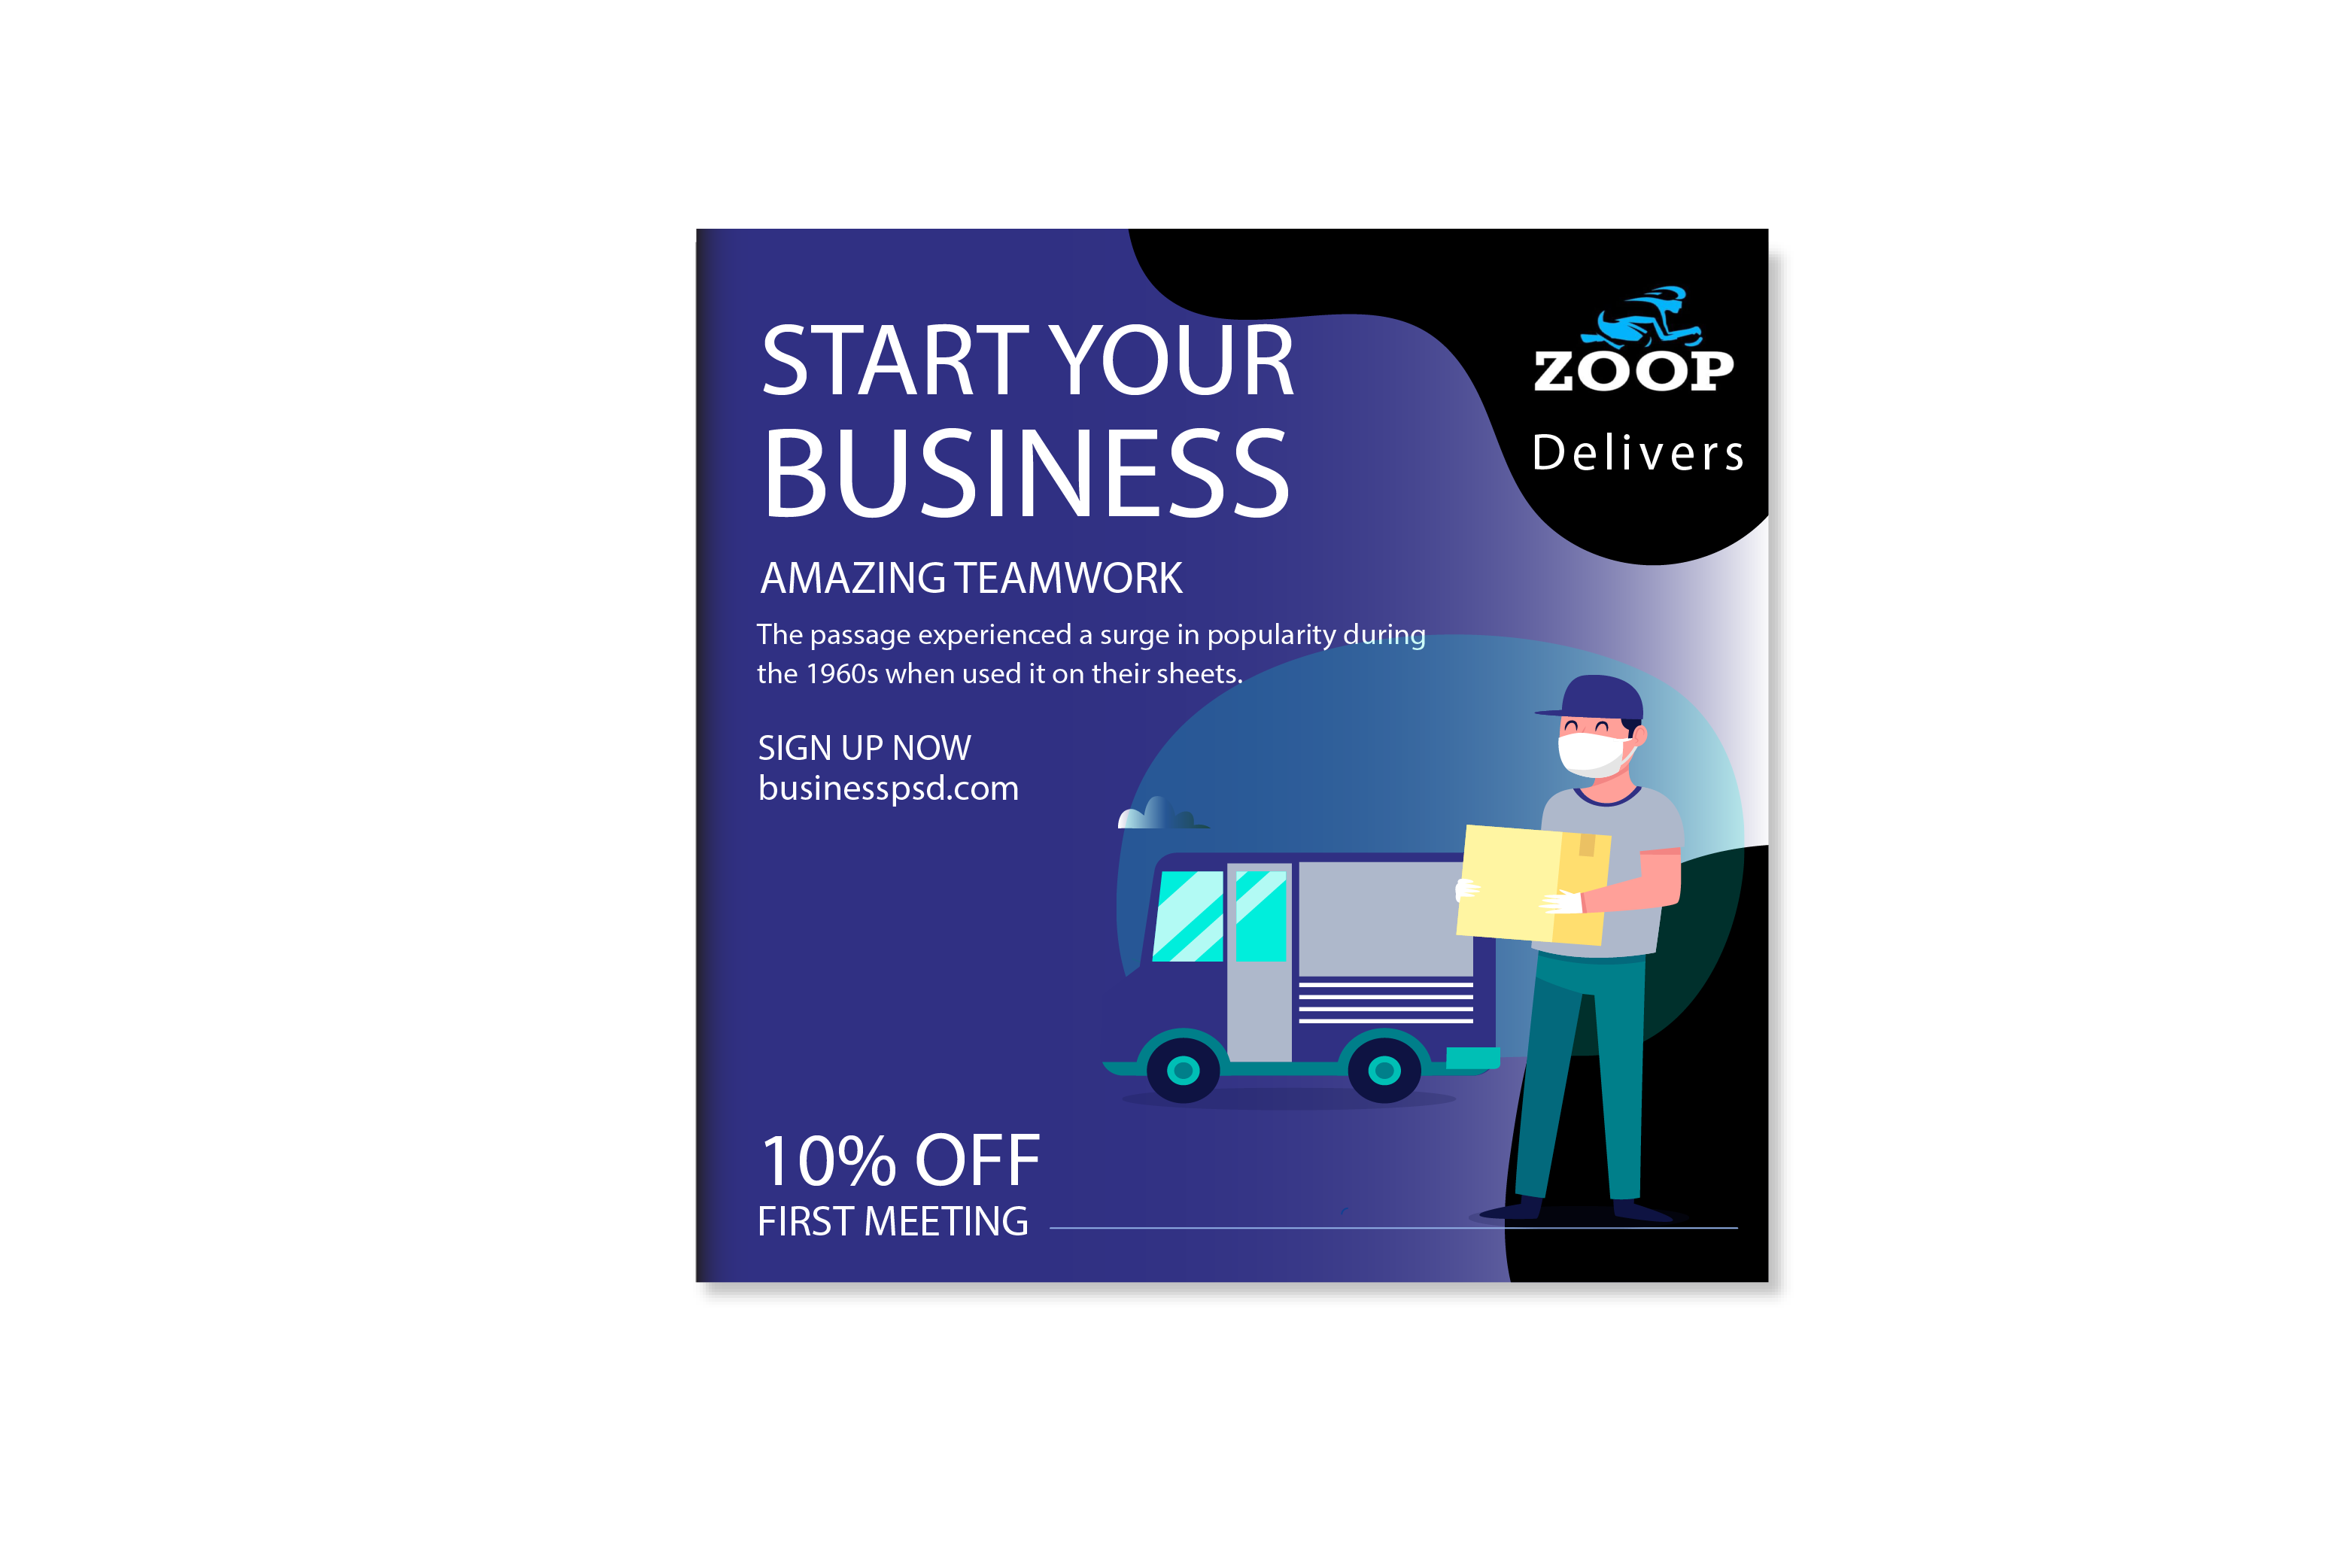 ZOOP
Delivers
START YOUR
BUSINESS
AMAZING TEAMWORK
The passage experienced a surge in popularity during
the 1960s when used it on their sheets.
SIGN UP NOW
businesspsd.com
10% OFF
FIRST MEETING